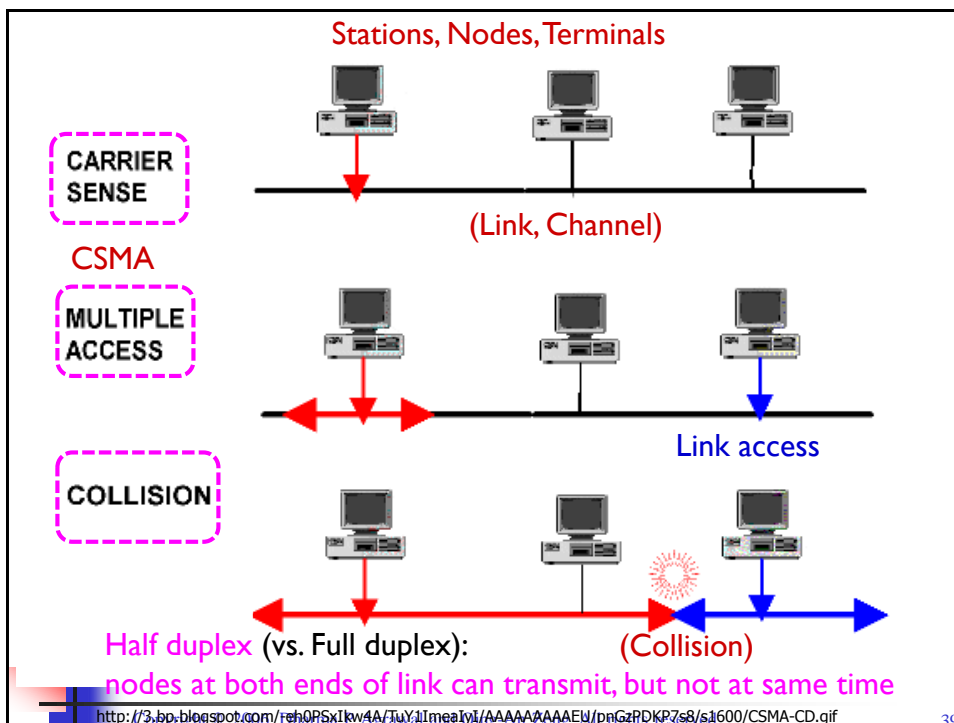 Stations, Nodes, Terminals
CARRIER
SENSE
(Link, Channel)
CSMA
MULTIPLE
ACCESS
Link access
COLLISION
Half duplex (vs. Full duplex):
(Collision)
nodes at both ends of link can transmit, but not at same time
39